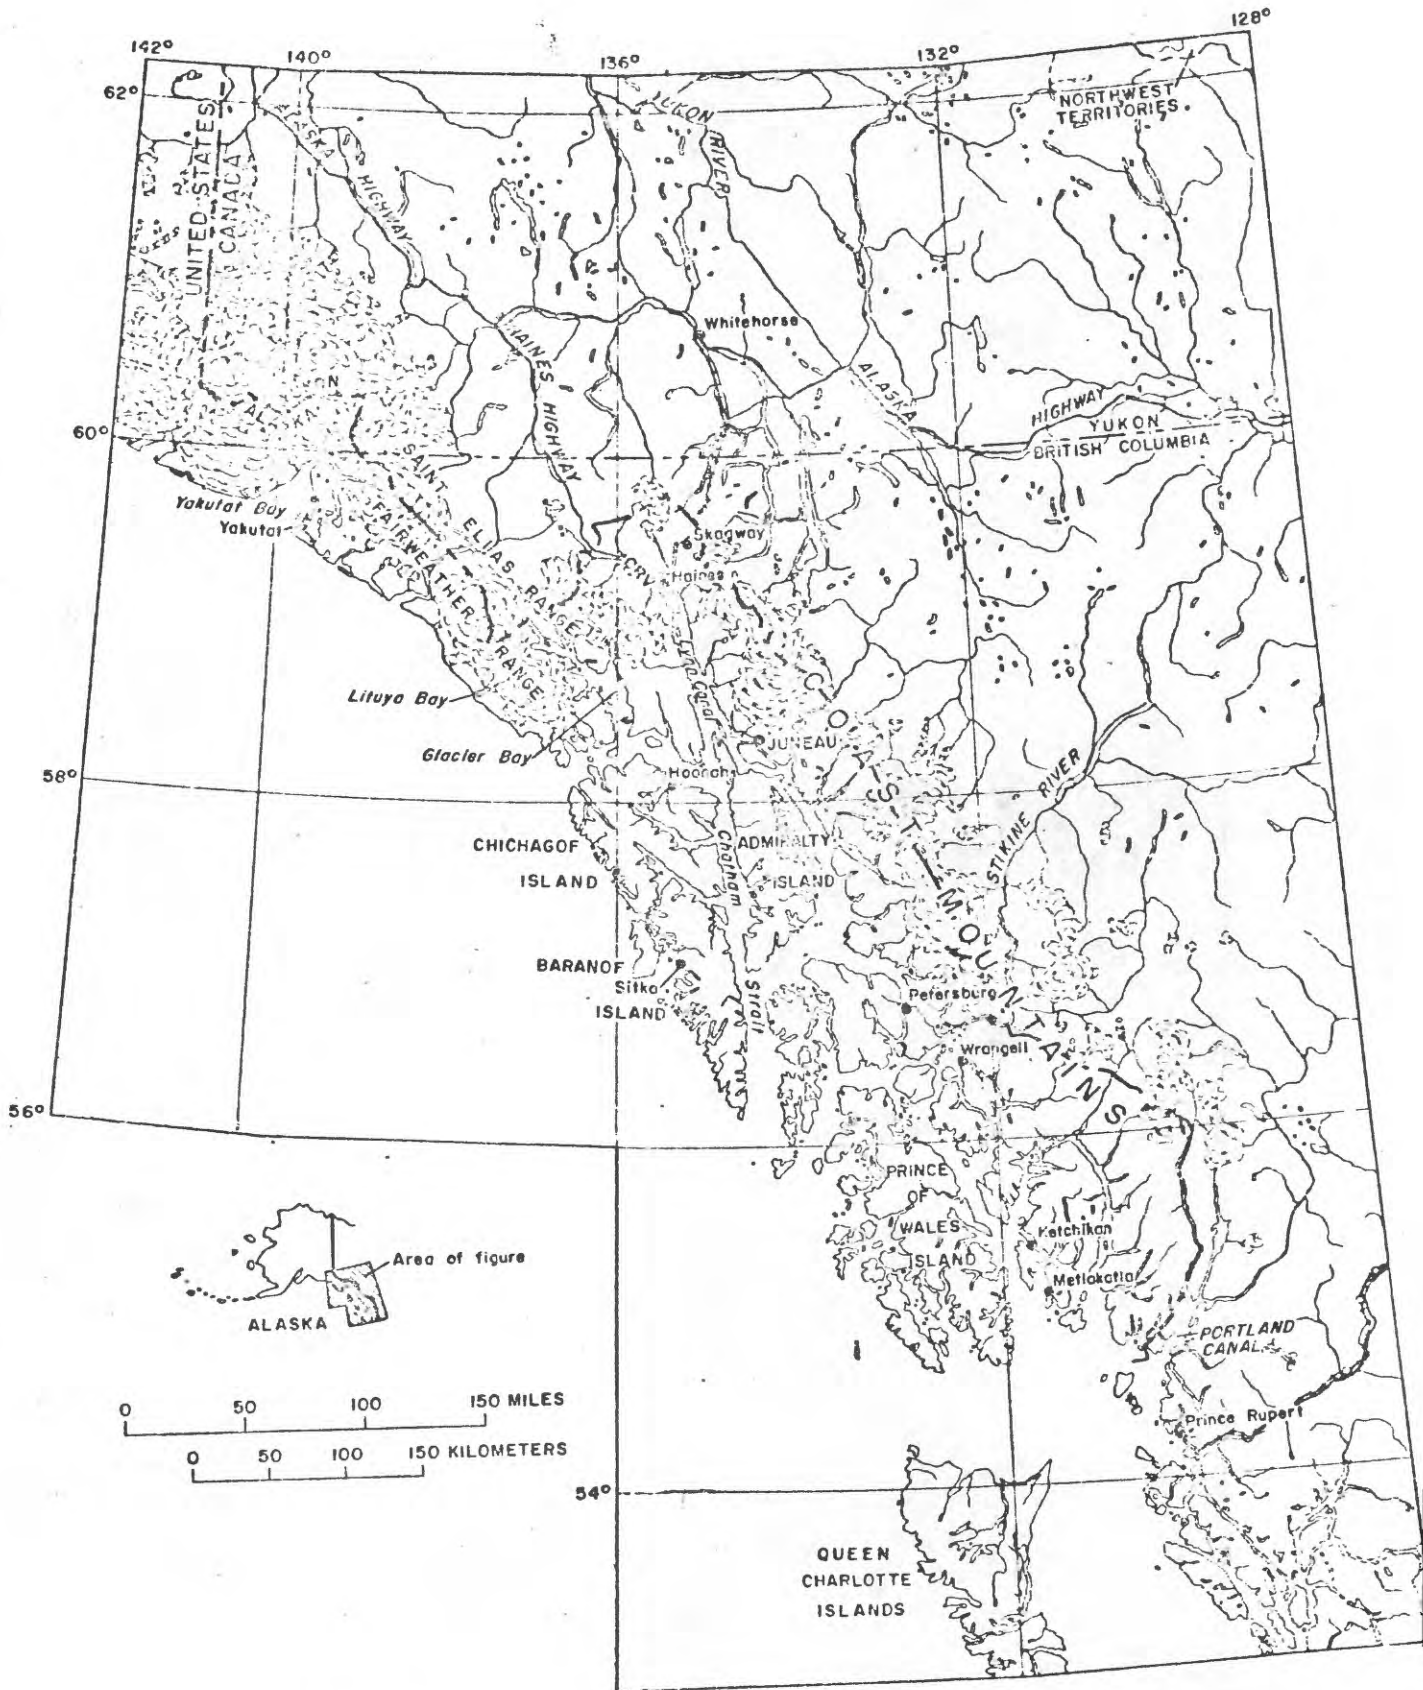 142°
140°
136°
132°
128°
62°
ALASKA
HIGHWAY
YUKON
RIVER
NORTHWEST
TERRITORIES
UNITED STATES
CANADA
Whitehorse
HAINES HIGHWAY
ALASKA
HIGHWAY
YUKON
BRITISH COLUMBIA
60°
Yakutat Bay
Yakutat
SAINT
ELIAS
RANGE
FAIRWEATHER
RANGE
Skagway
Haines
Lynn Canal
Lituya Bay
Glacier Bay
JUNEAU
Hoonah
58°
COAST MOUNTAINS
STIKINE RIVER
CHICHAGOF
ISLAND
ADMIRALTY
ISLAND
Chatham
Strait
BARANOF
Sitka
ISLAND
Petersburg
Wrangell
56°
PRINCE
OF
WALES
ISLAND
Ketchikan
Metlakatla
Area of figure
ALASKA
PORTLAND
CANAL
0 50 100 150 MILES
0 50 100 150 KILOMETERS
Prince Rupert
54°
QUEEN
CHARLOTTE
ISLANDS